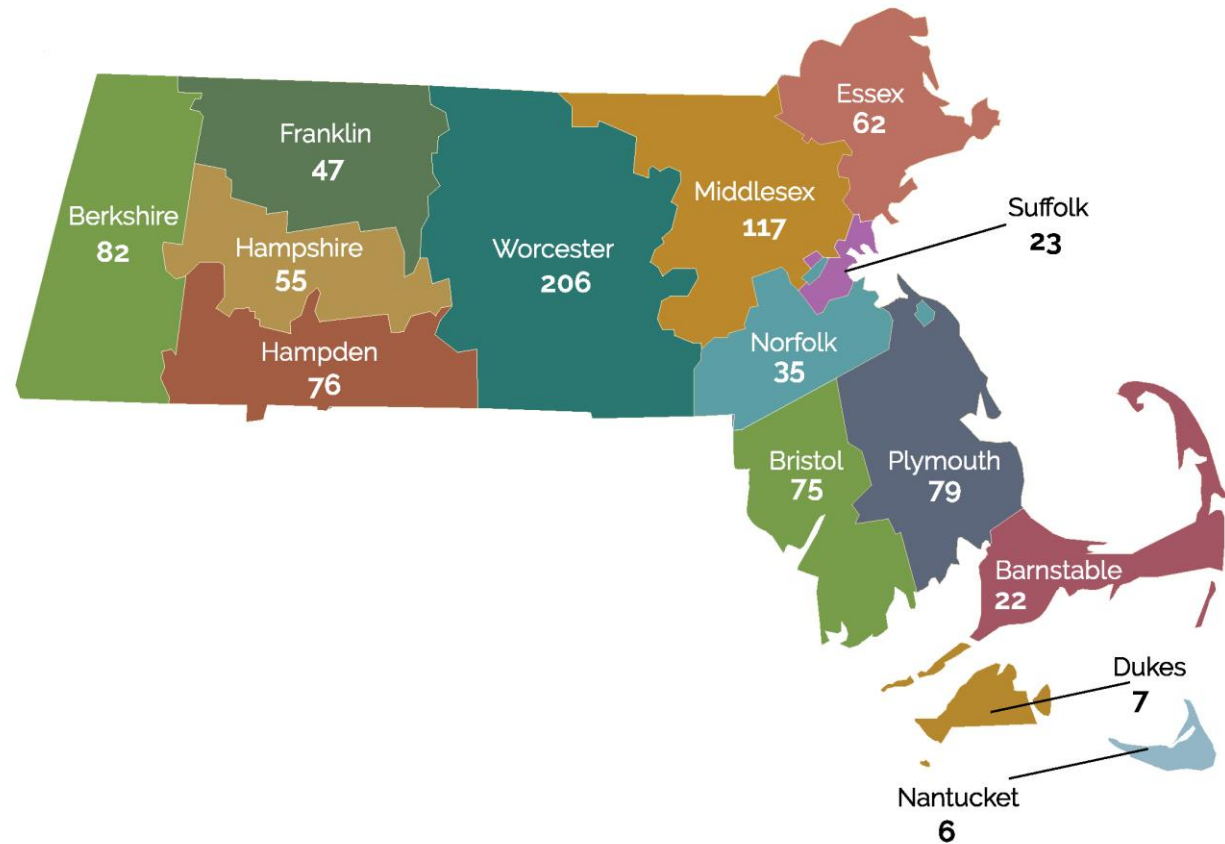 Essex
62
Franklin
47
Middlesex
117
Suffolk
23
Berkshire
82
Hampshire
55
Worcester
206
Hampden
76
Norfolk
35
Bristol
75
Plymouth
79
Barnstable
22
Dukes
7
Nantucket
6